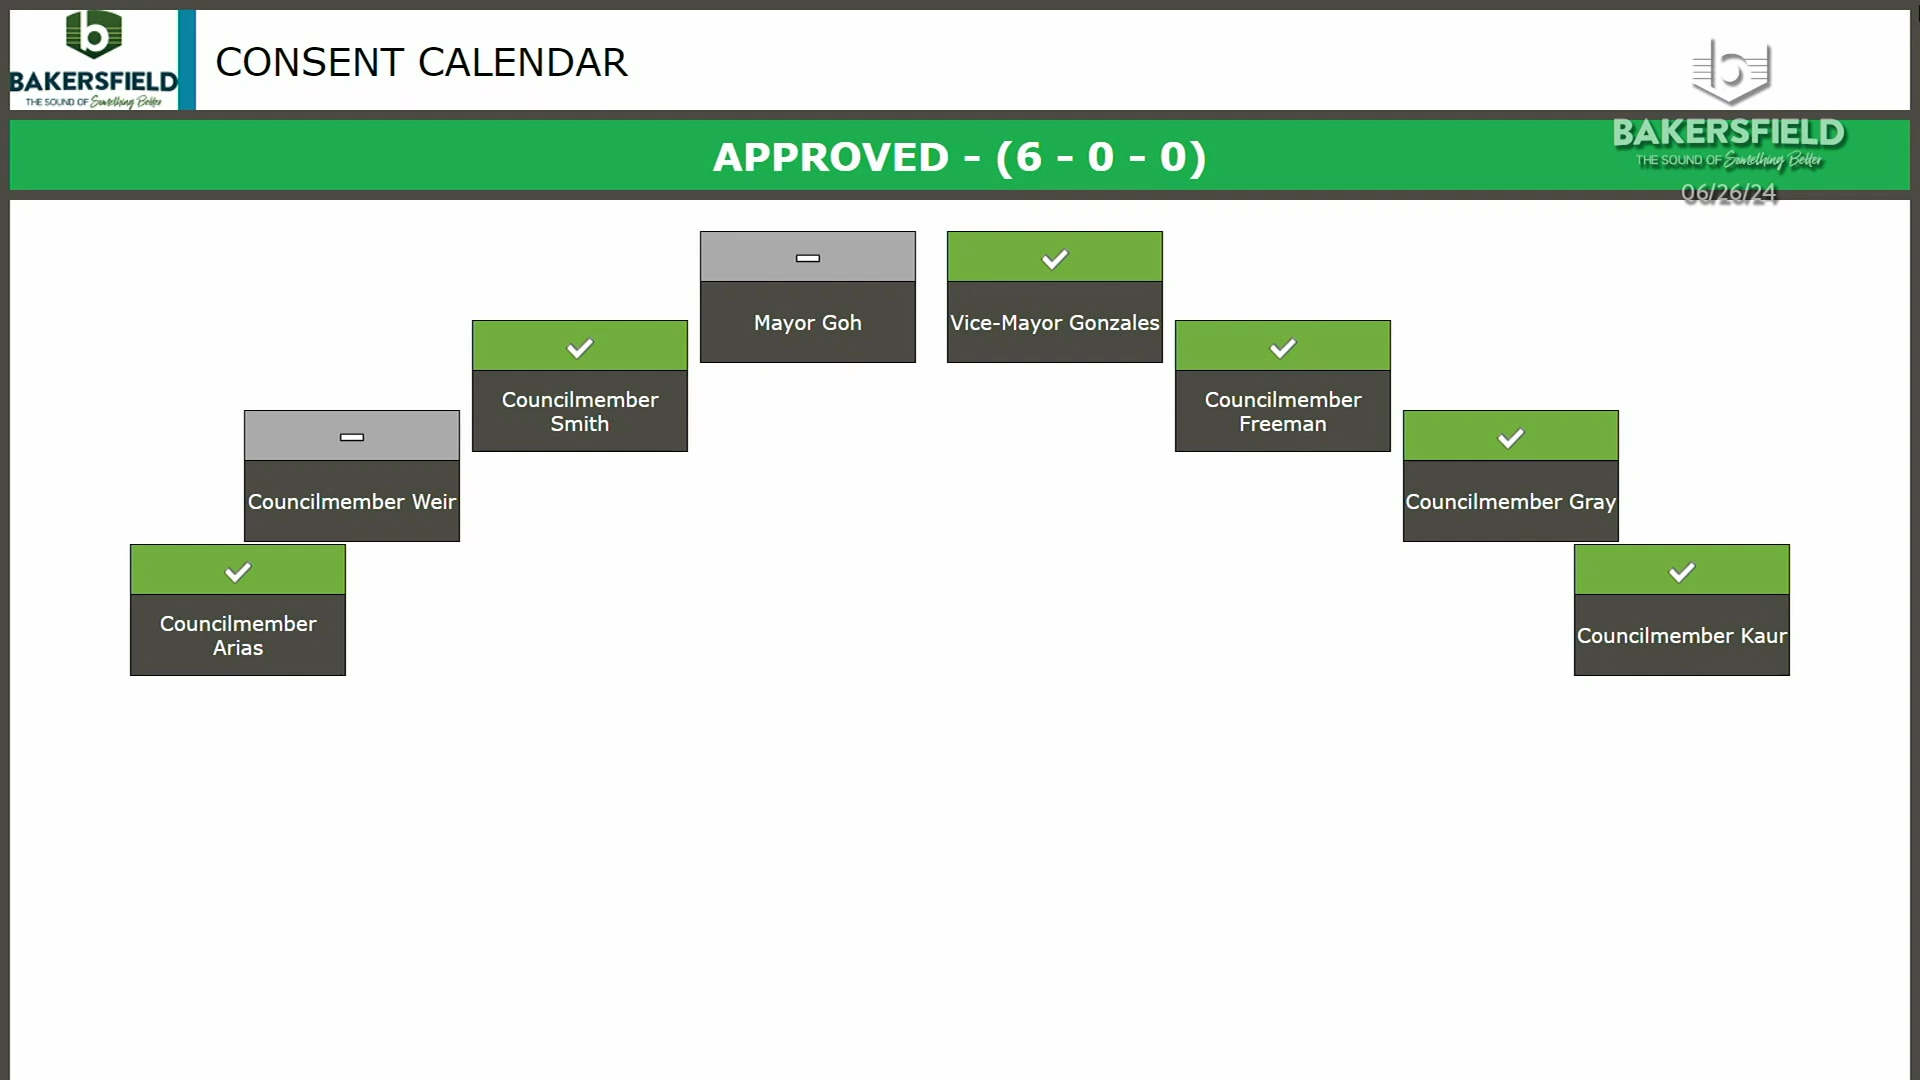 BAKERSFIELD
THE SOUND OF Something Better
CONSENT CALENDAR
BAKERSFIELD
THE SOUND OF Something Better
06/26/24
APPROVED - (6 - 0 - 0)
Mayor Goh
Vice-Mayor Gonzales
Councilmember
Smith
Councilmember
Freeman
Councilmember Weir
Councilmember Gray
Councilmember
Arias
Councilmember Kaur